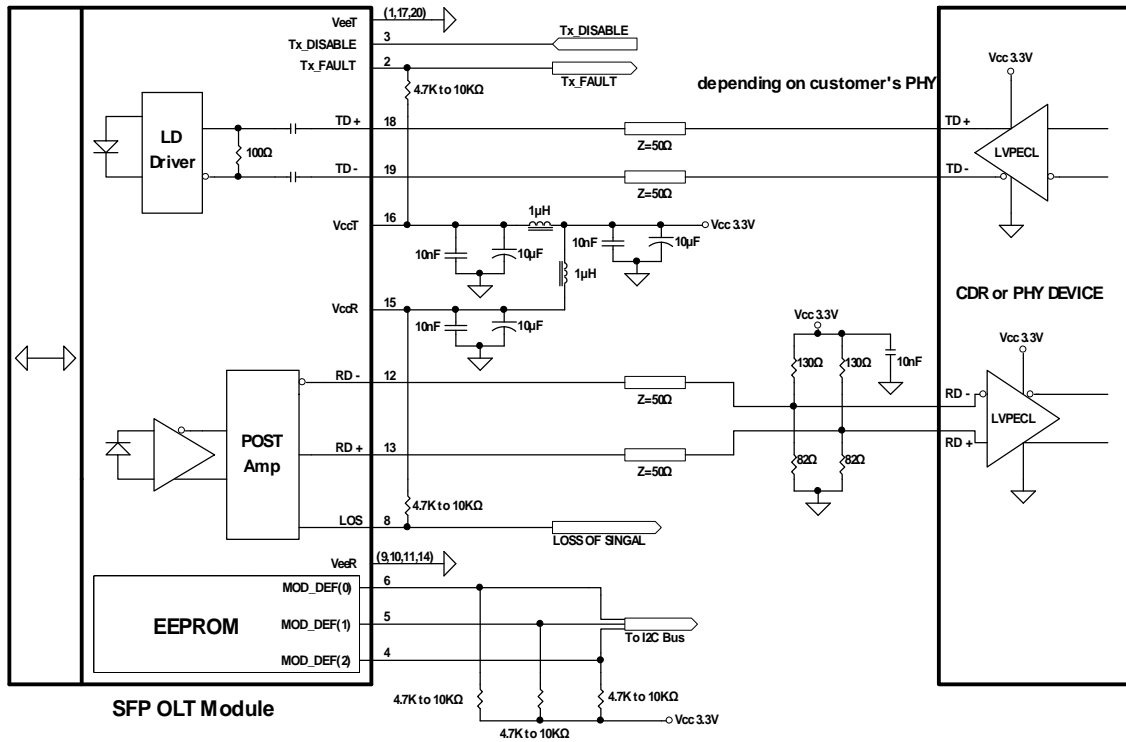 VeeT
(1,17,20)
Tx_DISABLE
3
Tx_DISABLE
Tx_FAULT
2
Tx_FAULT
4.7K to 10KΩ
depending on customer's PHY
Vcc 3.3V
LD
Driver
100Ω
TD +
18
Z=50Ω
TD +
LVPECL
TD -
19
Z=50Ω
TD -
VccT
16
1µH
Vcc 3.3V
10nF
10µF
10nF
10µF
1µH
VccR
15
10nF
10µF
CDR or PHY DEVICE
Vcc 3.3V
Vcc 3.3V
130Ω
130Ω
10nF
RD -
12
Z=50Ω
RD -
LVPECL
POST
Amp
RD +
13
Z=50Ω
RD +
82Ω
82Ω
4.7K to 10KΩ
LOS
8
LOSS OF SINGAL
VeeR
(9,10,11,14)
EEPROM
MOD_DEF(0)
6
MOD_DEF(1)
5
To I2C Bus
MOD_DEF(2)
4
4.7K to 10KΩ
4.7K to 10KΩ
4.7K to 10KΩ
Vcc 3.3V
SFP OLT Module